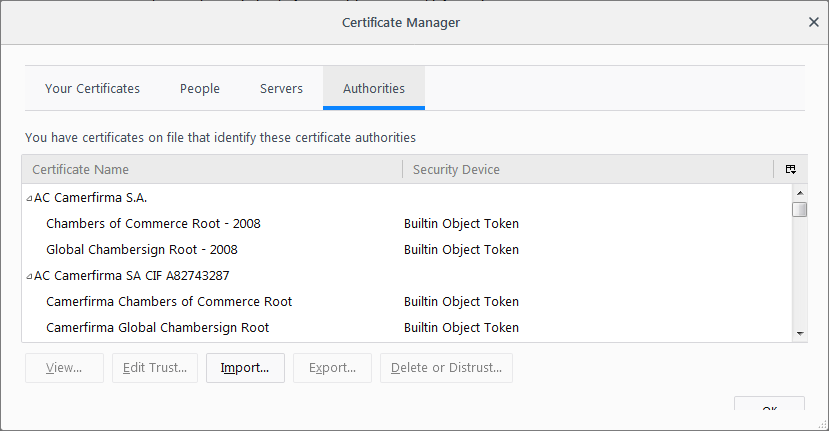 Certificate Manager
Your Certificates People Servers Authorities
You have certificates on file that identify these certificate authorities
Certificate Name Security Device
AC Camerfirma S.A.
Chambers of Commerce Root - 2008 Builtin Object Token
Global Chambersign Root - 2008 Builtin Object Token
AC Camerfirma SA CIF A82743287
Camerfirma Chambers of Commerce Root Builtin Object Token
Camerfirma Global Chambersign Root Builtin Object Token
View... Edit Trust... Import... Export... Delete or Distrust...
OK